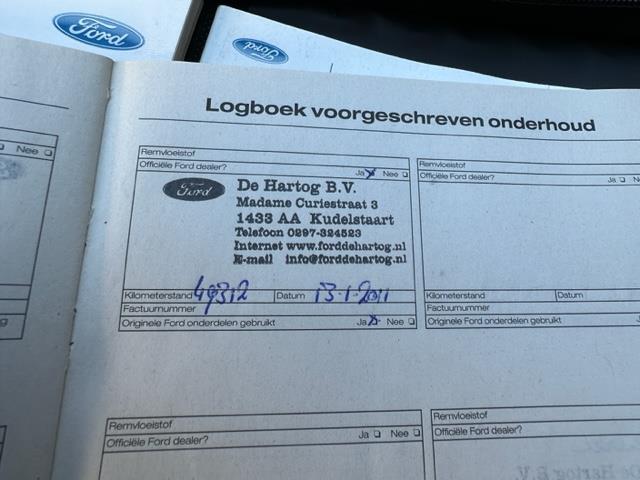 Ford
Ford
Logboek voorgeschreven onderhoud
Nee
Remvloeistof
Officiële Ford dealer? Ja Nee
Ford
De Hartog B.V.
Madame Curiestraat 3
1433 AA Kudelstaart
Telefoon 0297-324523
Internet www.forddehartog.nl
E-mail info@forddehartog.nl
Kilometerstand 49312 Datum 13-1-2011
Factuurnummer
Originele Ford onderdelen gebruikt Ja Nee
Remvloeistof
Officiële Ford dealer? Ja
Kilometerstand Datum
Factuurnummer
Originele Ford onderdelen gebruikt
Nee
Remvloeistof
Officiële Ford dealer? Ja Nee
Remvloeistof
Officiële Ford dealer?